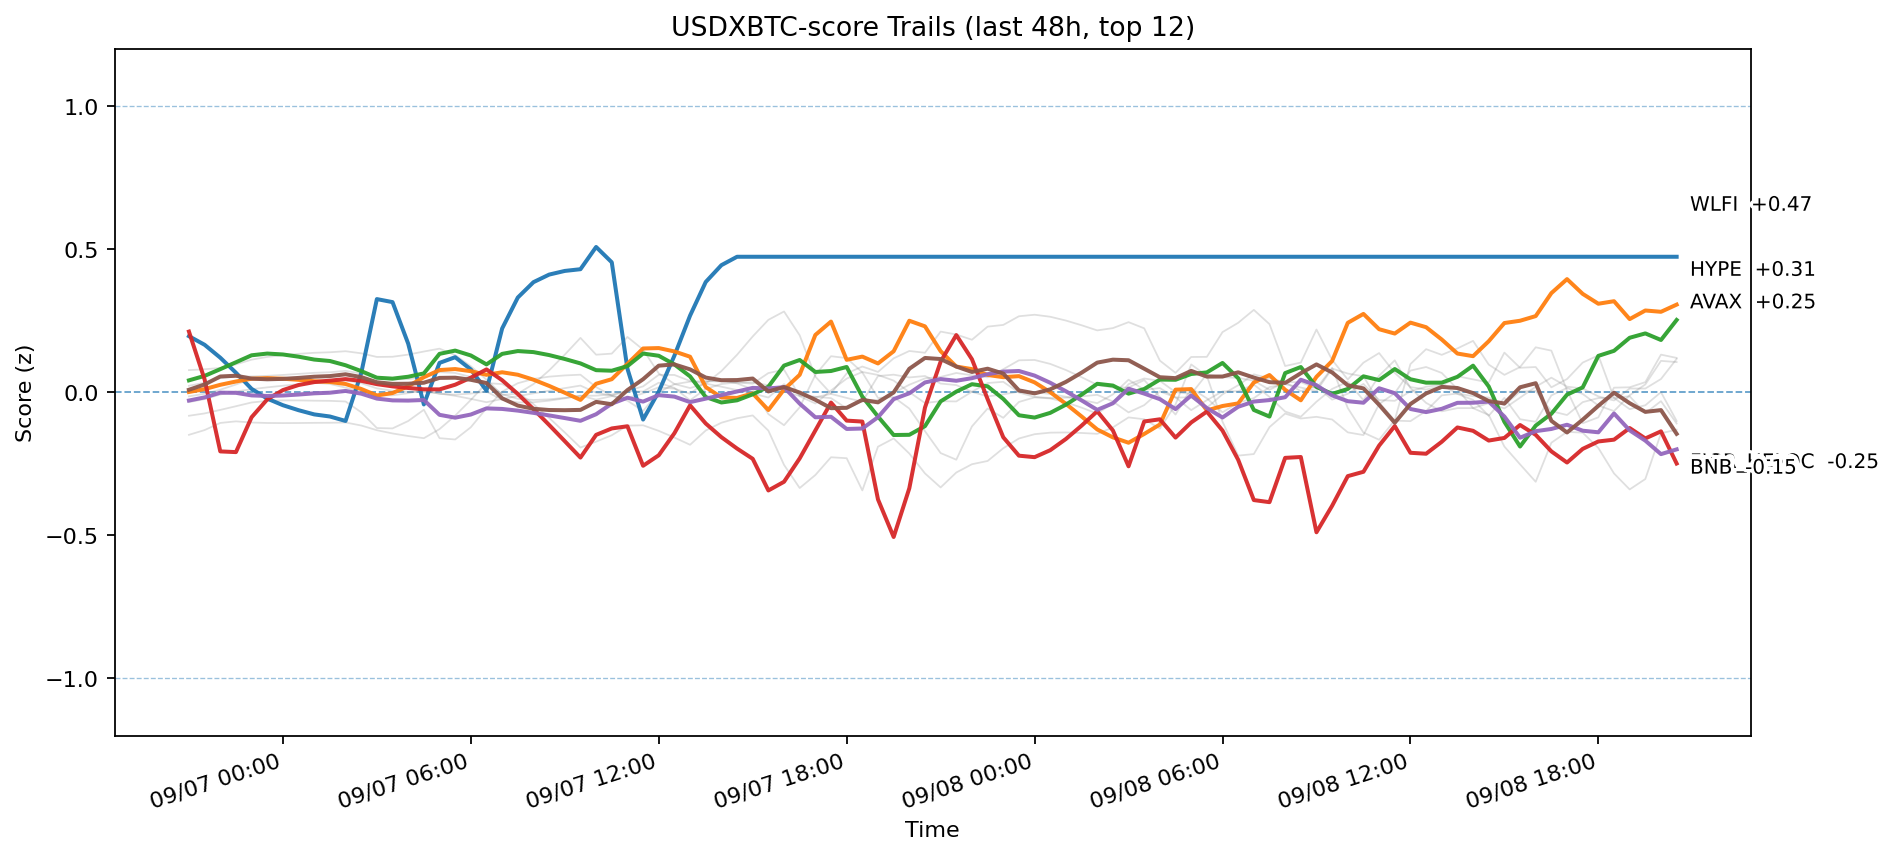 USDXBTC-score Trails (last 48h, top 12)
Score (z)
1.0
0.5
0.0
−0.5
−1.0
WLFI +0.47
HYPE +0.31
AVAX +0.25
C -0.25
BNB -0.15
09/07 00:00
09/07 06:00
09/07 12:00
09/07 18:00
09/08 00:00
09/08 06:00
09/08 12:00
09/08 18:00
Time